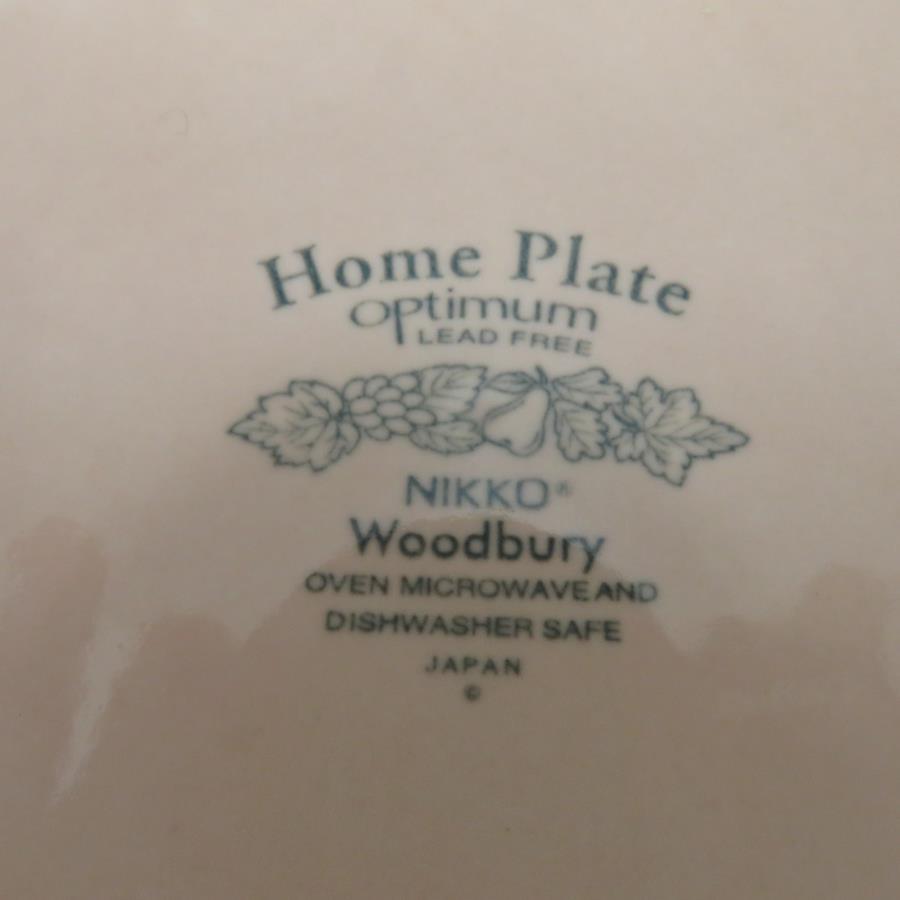 Home Plate
optimum
LEAD FREE
NIKKO®
Woodbury
OVEN MICROWAVE AND
DISHWASHER SAFE
JAPAN
©